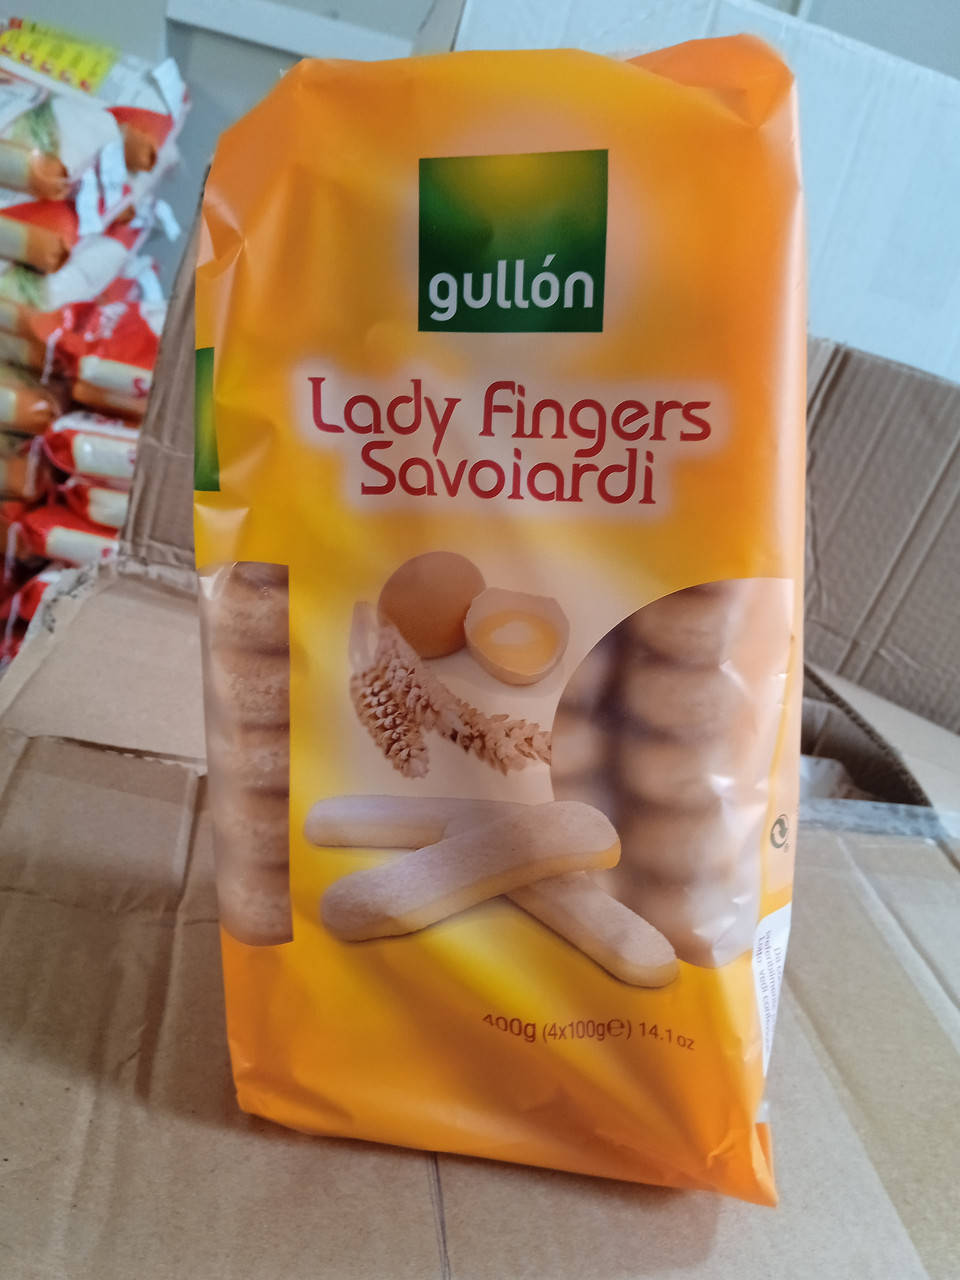 gullón
Lady Fingers
Savoiardi
400g (4x100g℮) 14.1 oz